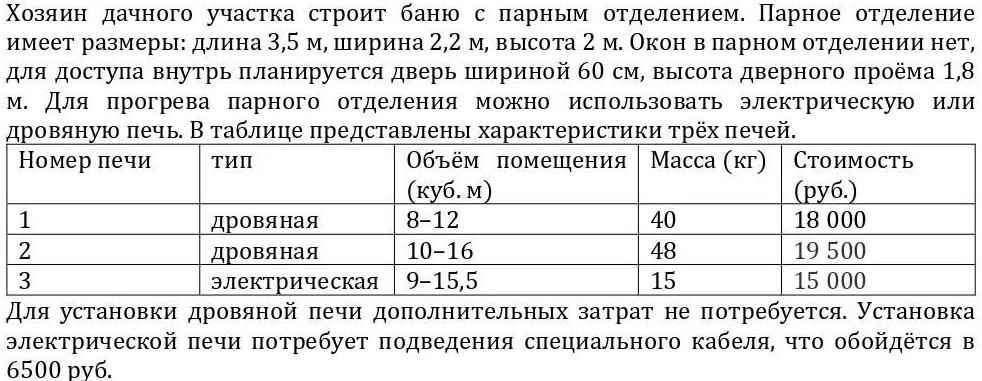 Хозяин дачного участка строит баню с парным отделением. Парное отделение
имеет размеры: длина 3,5 м, ширина 2,2 м, высота 2 м. Окон в парном отделении нет,
для доступа внутрь планируется дверь шириной 60 см, высота дверного проёма 1,8
м. Для прогрева парного отделения можно использовать электрическую или
дровяную печь. В таблице представлены характеристики трёх печей.
Номер печи тип Объём помещения (куб. м) Масса (кг) Стоимость (руб.)
1 дровяная 8–12 40 18 000
2 дровяная 10–16 48 19 500
3 электрическая 9–15,5 15 15 000
Для установки дровяной печи дополнительных затрат не потребуется. Установка
электрической печи потребует подведения специального кабеля, что обойдётся в
6500 руб.